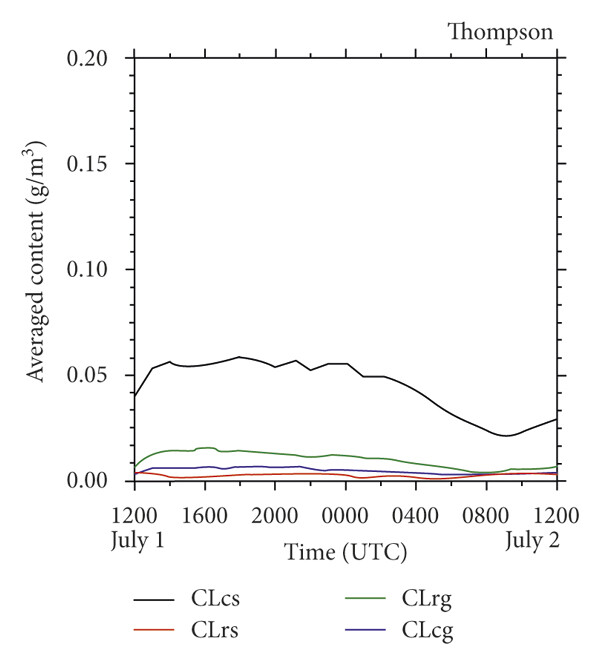 Thompson
0.20
0.15
0.10
0.05
0.00
Averaged content (g/m³)
1200 1600 2000 0000 0400 0800 1200
July 1 July 2
Time (UTC)
CLcs CLrg
CLrs CLcg